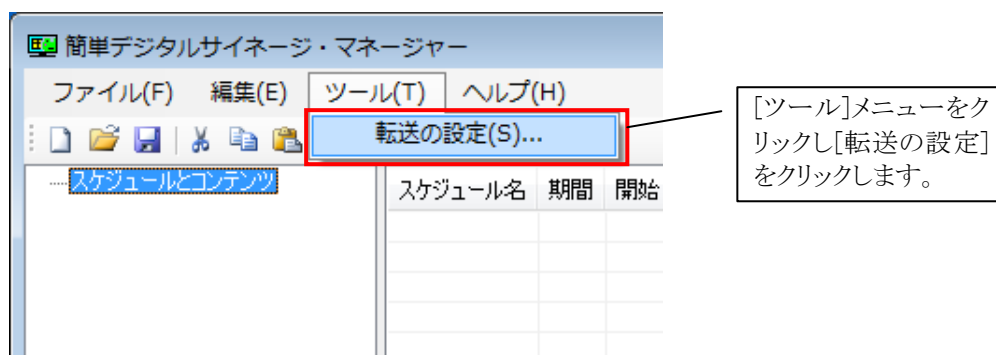 簡単デジタルサイネージ・マネージャー
ファイル(F) 編集(E) ツール(T) ヘルプ(H)
転送の設定(S)...
スケジュールとコンテンツ
スケジュール名 期間 開始
[ツール]メニューをク
リックし[転送の設定]
をクリックします。